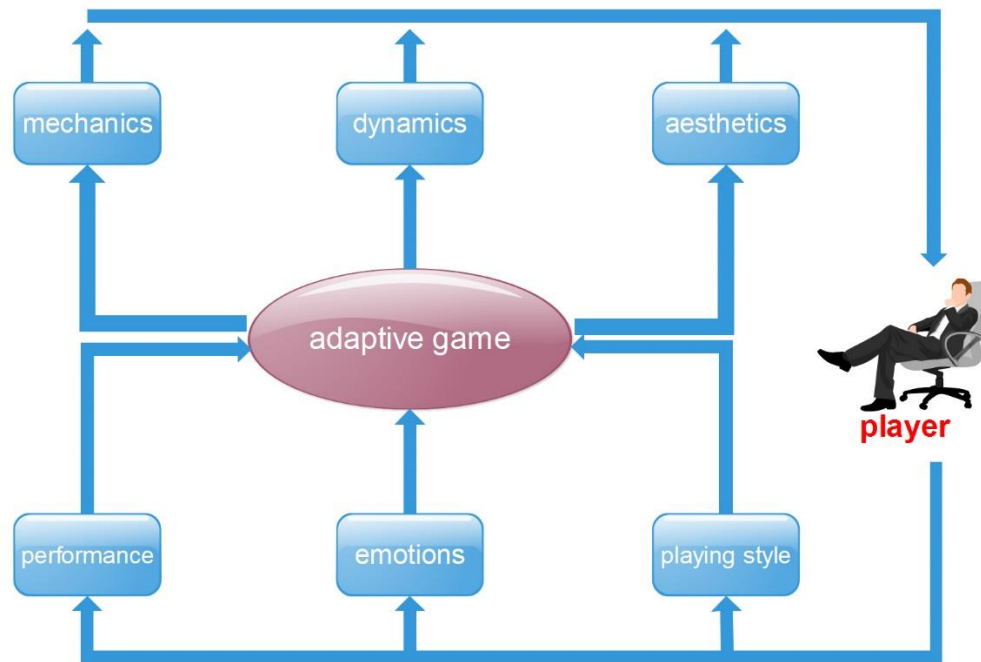 mechanics
dynamics
aesthetics
adaptive game
player
performance
emotions
playing style